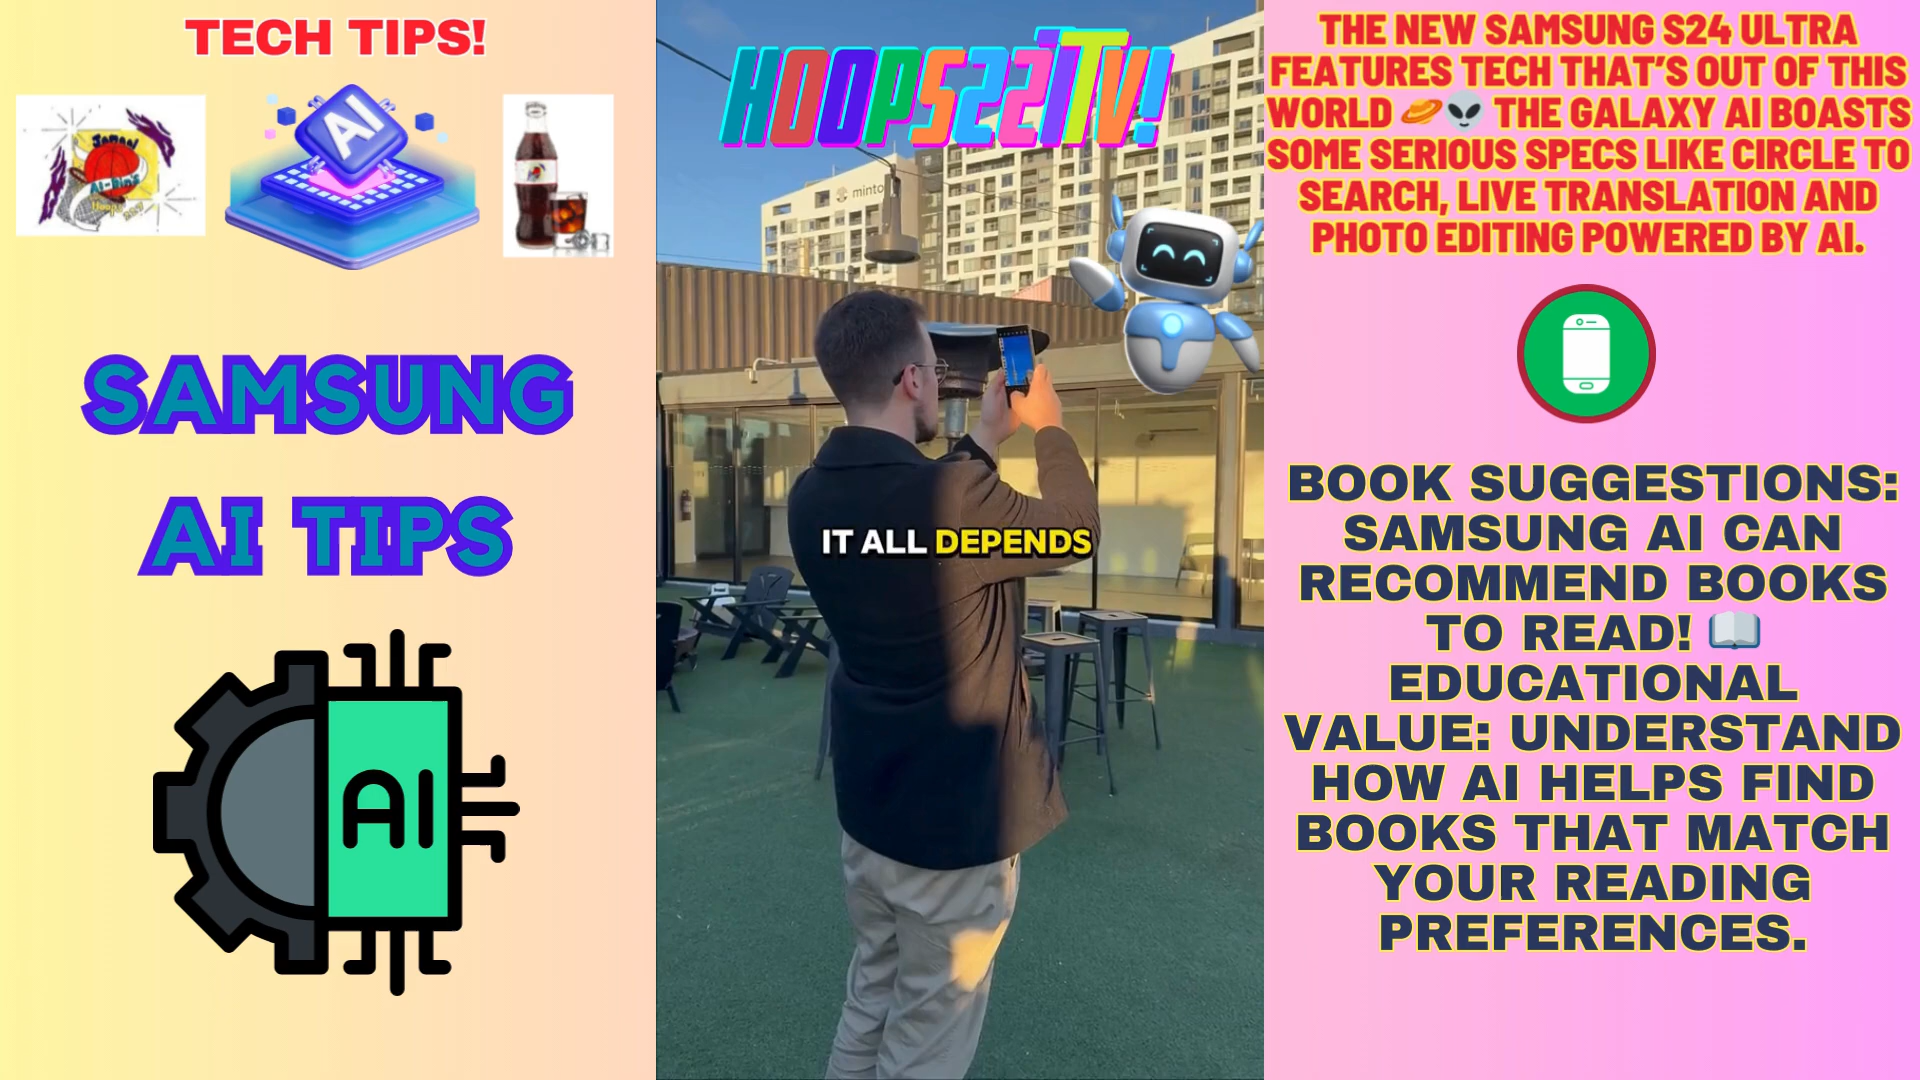 TECH TIPS!
AI
SAMSUNG
AI TIPS
AI
HOOPS221TV!
minto
IT ALL DEPENDS
THE NEW SAMSUNG S24 ULTRA
FEATURES TECH THAT'S OUT OF THIS
WORLD 🪐👽 THE GALAXY AI BOASTS
SOME SERIOUS SPECS LIKE CIRCLE TO
SEARCH, LIVE TRANSLATION AND
PHOTO EDITING POWERED BY AI.
BOOK SUGGESTIONS:
SAMSUNG AI CAN
RECOMMEND BOOKS
TO READ! 📖
EDUCATIONAL
VALUE: UNDERSTAND
HOW AI HELPS FIND
BOOKS THAT MATCH
YOUR READING
PREFERENCES.